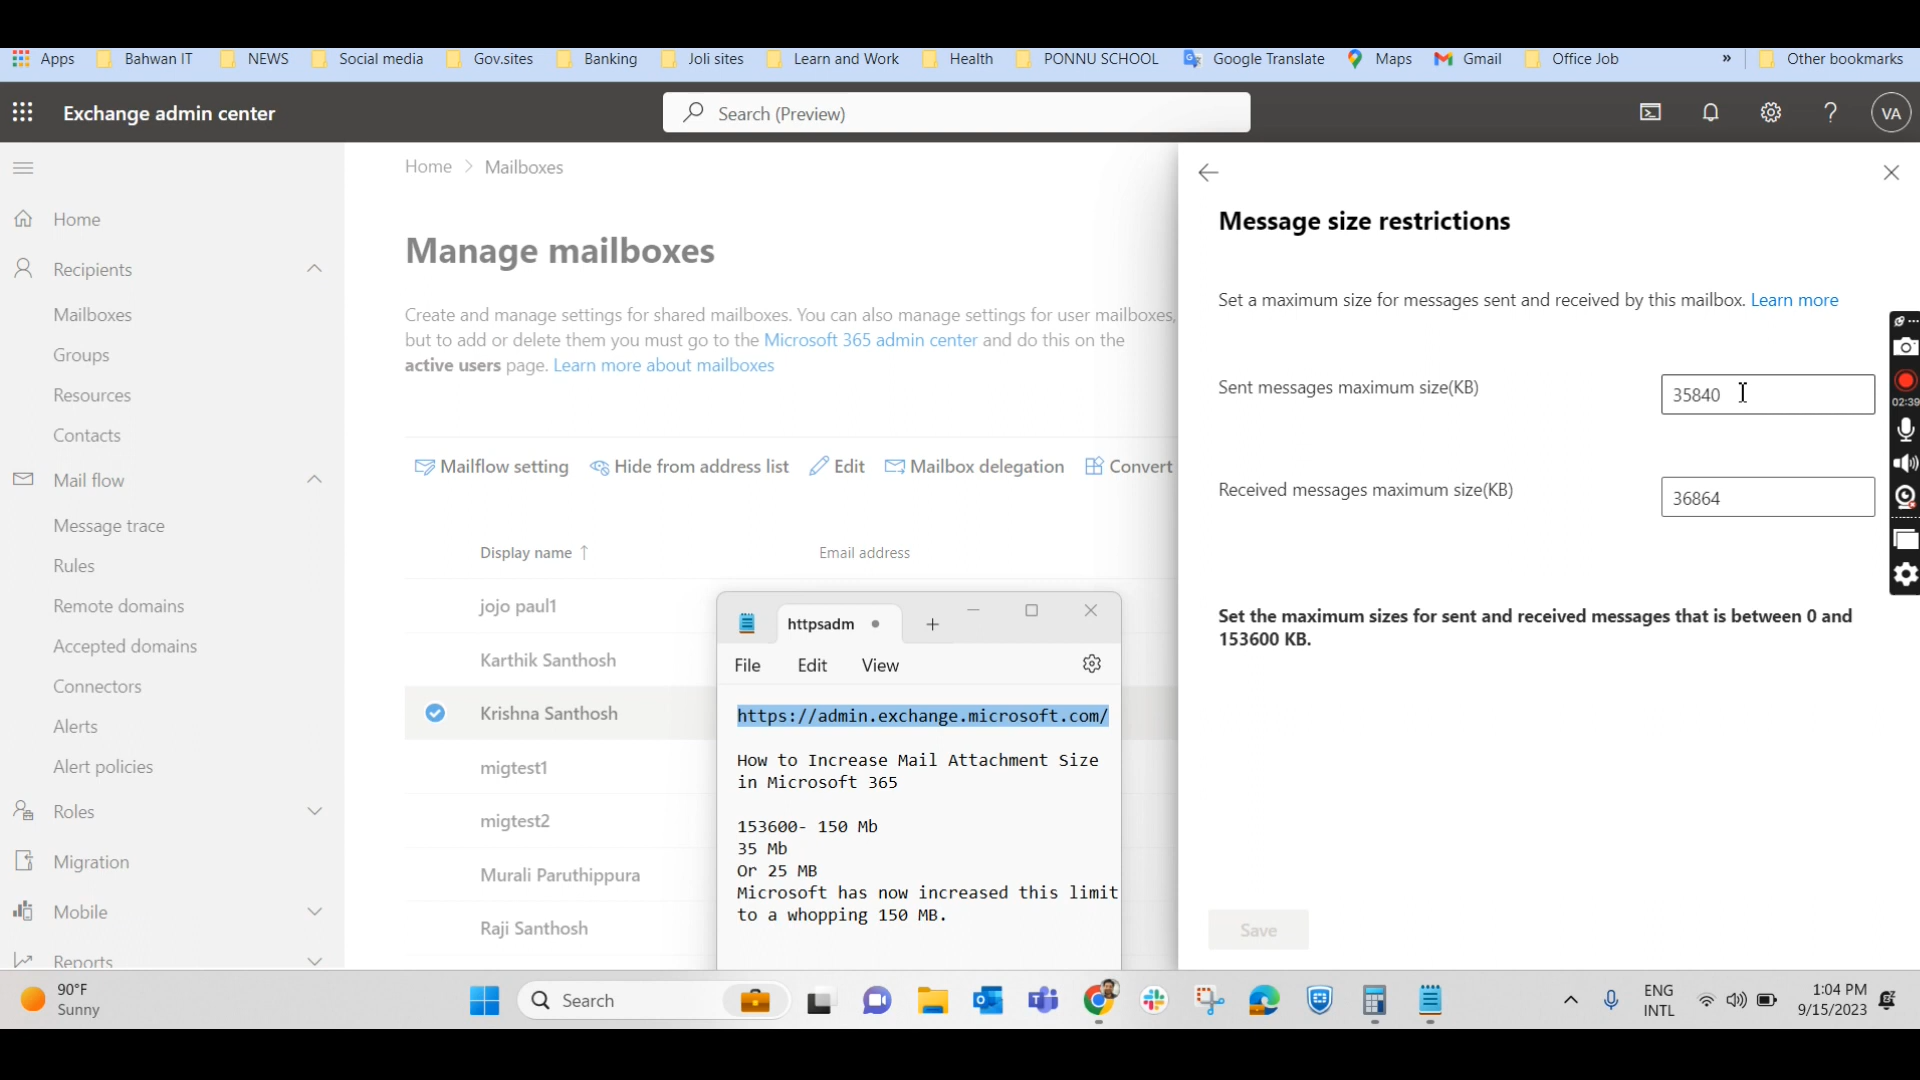 Apps
Bahwan IT
NEWS
Social media
Gov.sites
Banking
Joli sites
Learn and Work
Health
PONNU SCHOOL
Google Translate
Maps
Gmail
Office Job
»
Other bookmarks
Exchange admin center
Search (Preview)
VA
Home
Recipients
Mailboxes
Groups
Resources
Contacts
Mail flow
Message trace
Rules
Remote domains
Accepted domains
Connectors
Alerts
Alert policies
Roles
Migration
Mobile
Reports
Home > Mailboxes
Manage mailboxes
Create and manage settings for shared mailboxes. You can also manage settings for user mailboxes,
but to add or delete them you must go to the Microsoft 365 admin center and do this on the
active users page. Learn more about mailboxes
Mailflow setting
Hide from address list
Edit
Mailbox delegation
Convert
Display name ↑
Email address
jojo paul1
Karthik Santhosh
Krishna Santhosh
migtest1
migtest2
Murali Paruthippura
Raji Santhosh
httpsadm
File
Edit
View
https://admin.exchange.microsoft.com/
How to Increase Mail Attachment Size
in Microsoft 365
153600- 150 Mb
35 Mb
Or 25 MB
Microsoft has now increased this limit
to a whopping 150 MB.
Message size restrictions
Set a maximum size for messages sent and received by this mailbox. Learn more
Sent messages maximum size(KB)
35840
Received messages maximum size(KB)
36864
Set the maximum sizes for sent and received messages that is between 0 and
153600 KB.
Save
02:39
90°F
Sunny
Search
ENG
INTL
1:04 PM
9/15/2023